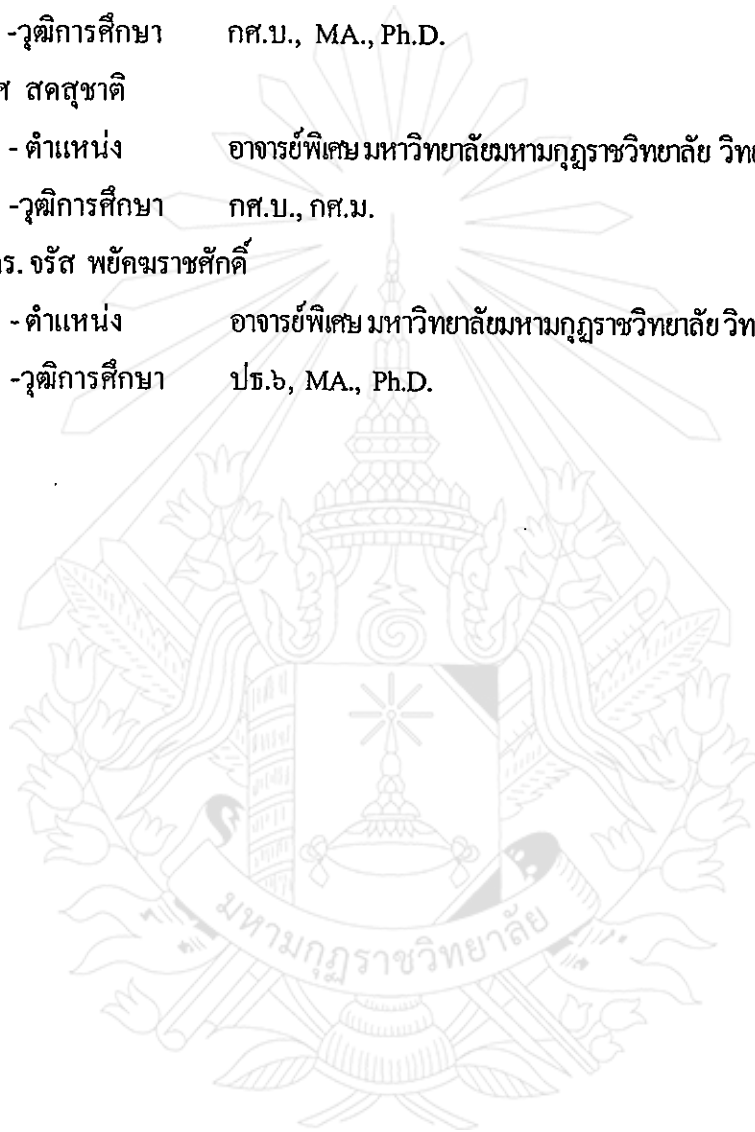 -วุฒิการศึกษา กศ.บ., MA., Ph.D.
ศ สดสุชาติ
- ตำแหน่ง อาจารย์พิเศษ มหาวิทยาลัยมหามกุฏราชวิทยาลัย
-วุฒิการศึกษา กศ.บ., กศ.ม.
จรัส พยัคฆราชศักดิ์
- ตำแหน่ง อาจารย์พิเศษ มหาวิทยาลัยมหามกุฏราชวิทยาลัย
-วุฒิการศึกษา ปธ.๖, MA., Ph.D.
มหามกุฏราชวิทยาลัย